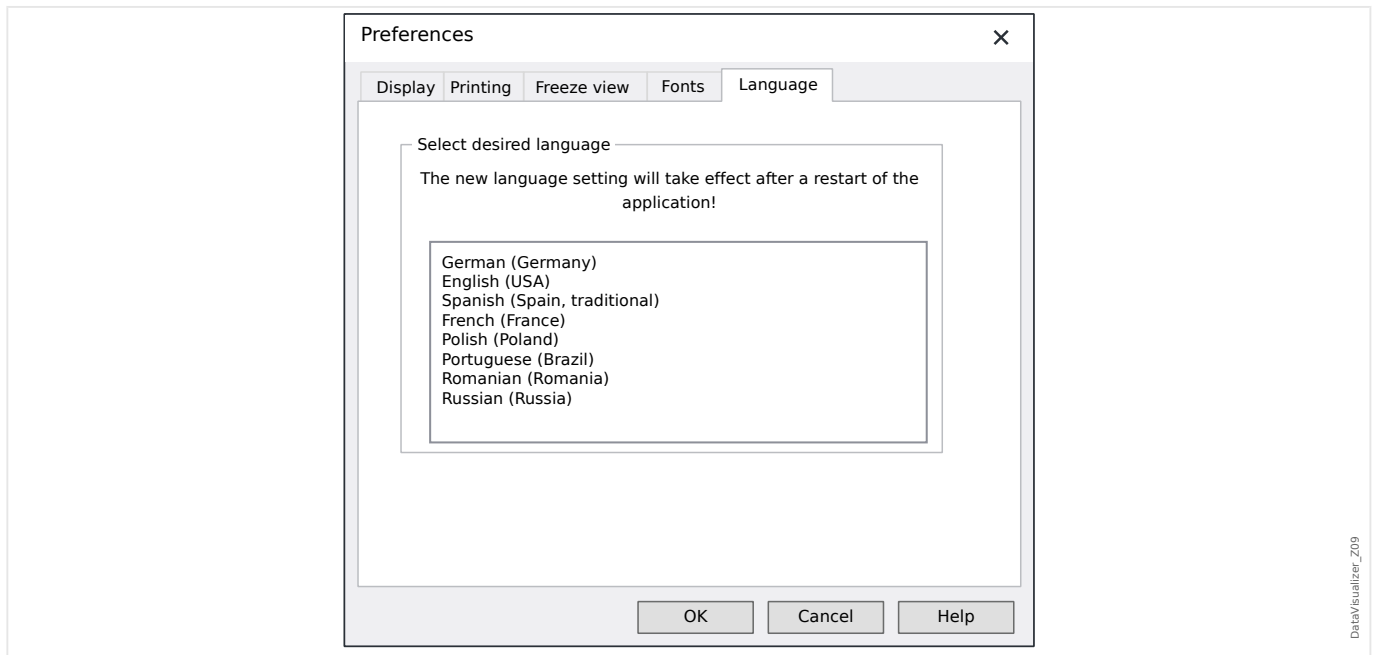 Preferences
Display Printing Freeze view Fonts Language
Select desired language
The new language setting will take effect after a restart of the
application!
German (Germany)
English (USA)
Spanish (Spain, traditional)
French (France)
Polish (Poland)
Portuguese (Brazil)
Romanian (Romania)
Russian (Russia)
OK Cancel Help
DataVisualizer_Z09